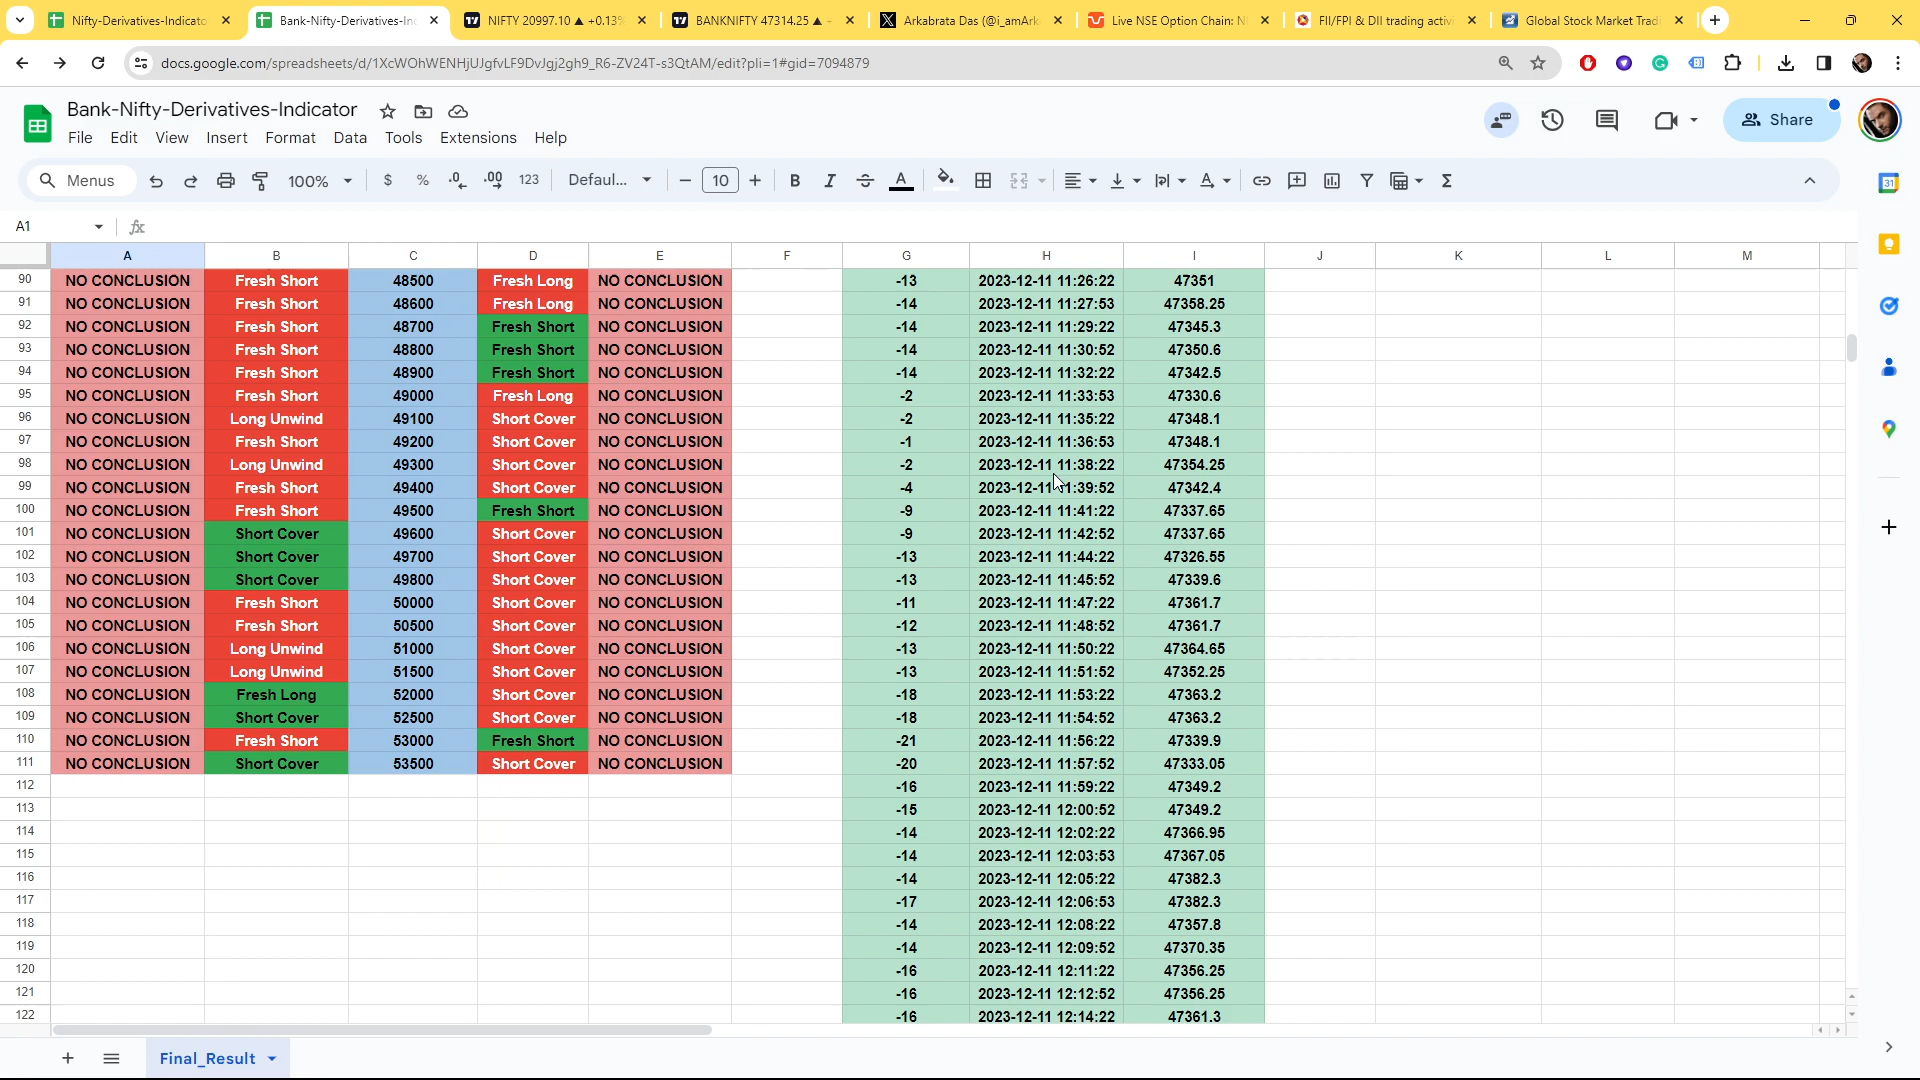 Nifty-Derivatives-Indicato
Bank-Nifty-Derivatives-In
NIFTY 20997.10 ▲ +0.13%
BANKNIFTY 47314.25 ▲
Arkabrata Das (@i_amArk
Live NSE Option Chain: N
FII/FPI & DII trading activi
Global Stock Market Trad
docs.google.com/spreadsheets/d/1XcWOhWENHjUJgfvLF9DvJgj2gh9_R6-ZV24T-s3QtAM/edit?pli=1#gid=7094879
Bank-Nifty-Derivatives-Indicator
File Edit View Insert Format Data Tools Extensions Help
Share
Menus 100% $ % .0 .00 123 Defaul... 10 B I S A
A1 fx
A B C D E F G H I J K L M
90 NO CONCLUSION Fresh Short 48500 Fresh Long NO CONCLUSION -13 2023-12-11 11:26:22 47351
91 NO CONCLUSION Fresh Short 48600 Fresh Long NO CONCLUSION -14 2023-12-11 11:27:53 47358.25
92 NO CONCLUSION Fresh Short 48700 Fresh Short NO CONCLUSION -14 2023-12-11 11:29:22 47345.3
93 NO CONCLUSION Fresh Short 48800 Fresh Short NO CONCLUSION -14 2023-12-11 11:30:52 47350.6
94 NO CONCLUSION Fresh Short 48900 Fresh Short NO CONCLUSION -14 2023-12-11 11:32:22 47342.5
95 NO CONCLUSION Fresh Short 49000 Fresh Long NO CONCLUSION -2 2023-12-11 11:33:53 47330.6
96 NO CONCLUSION Long Unwind 49100 Short Cover NO CONCLUSION -2 2023-12-11 11:35:22 47348.1
97 NO CONCLUSION Fresh Short 49200 Short Cover NO CONCLUSION -1 2023-12-11 11:36:53 47348.1
98 NO CONCLUSION Long Unwind 49300 Short Cover NO CONCLUSION -2 2023-12-11 11:38:22 47354.25
99 NO CONCLUSION Fresh Short 49400 Short Cover NO CONCLUSION -4 2023-12-11 11:39:52 47342.4
100 NO CONCLUSION Fresh Short 49500 Fresh Short NO CONCLUSION -9 2023-12-11 11:41:22 47337.65
101 NO CONCLUSION Short Cover 49600 Short Cover NO CONCLUSION -9 2023-12-11 11:42:52 47337.65
102 NO CONCLUSION Short Cover 49700 Short Cover NO CONCLUSION -13 2023-12-11 11:44:22 47326.55
103 NO CONCLUSION Short Cover 49800 Short Cover NO CONCLUSION -13 2023-12-11 11:45:52 47339.6
104 NO CONCLUSION Fresh Short 50000 Short Cover NO CONCLUSION -11 2023-12-11 11:47:22 47361.7
105 NO CONCLUSION Fresh Short 50500 Short Cover NO CONCLUSION -12 2023-12-11 11:48:52 47361.7
106 NO CONCLUSION Long Unwind 51000 Short Cover NO CONCLUSION -13 2023-12-11 11:50:22 47364.65
107 NO CONCLUSION Long Unwind 51500 Short Cover NO CONCLUSION -13 2023-12-11 11:51:52 47352.25
108 NO CONCLUSION Fresh Long 52000 Short Cover NO CONCLUSION -18 2023-12-11 11:53:22 47363.2
109 NO CONCLUSION Short Cover 52500 Short Cover NO CONCLUSION -18 2023-12-11 11:54:52 47363.2
110 NO CONCLUSION Fresh Short 53000 Fresh Short NO CONCLUSION -21 2023-12-11 11:56:22 47339.9
111 NO CONCLUSION Short Cover 53500 Short Cover NO CONCLUSION -20 2023-12-11 11:57:52 47333.05
112 -16 2023-12-11 11:59:22 47349.2
113 -15 2023-12-11 12:00:52 47349.2
114 -14 2023-12-11 12:02:22 47366.95
115 -14 2023-12-11 12:03:53 47367.05
116 -14 2023-12-11 12:05:22 47382.3
117 -17 2023-12-11 12:06:53 47382.3
118 -14 2023-12-11 12:08:22 47357.8
119 -14 2023-12-11 12:09:52 47370.35
120 -16 2023-12-11 12:11:22 47356.25
121 -16 2023-12-11 12:12:52 47356.25
122 -16 2023-12-11 12:14:22 47361.3
Final_Result